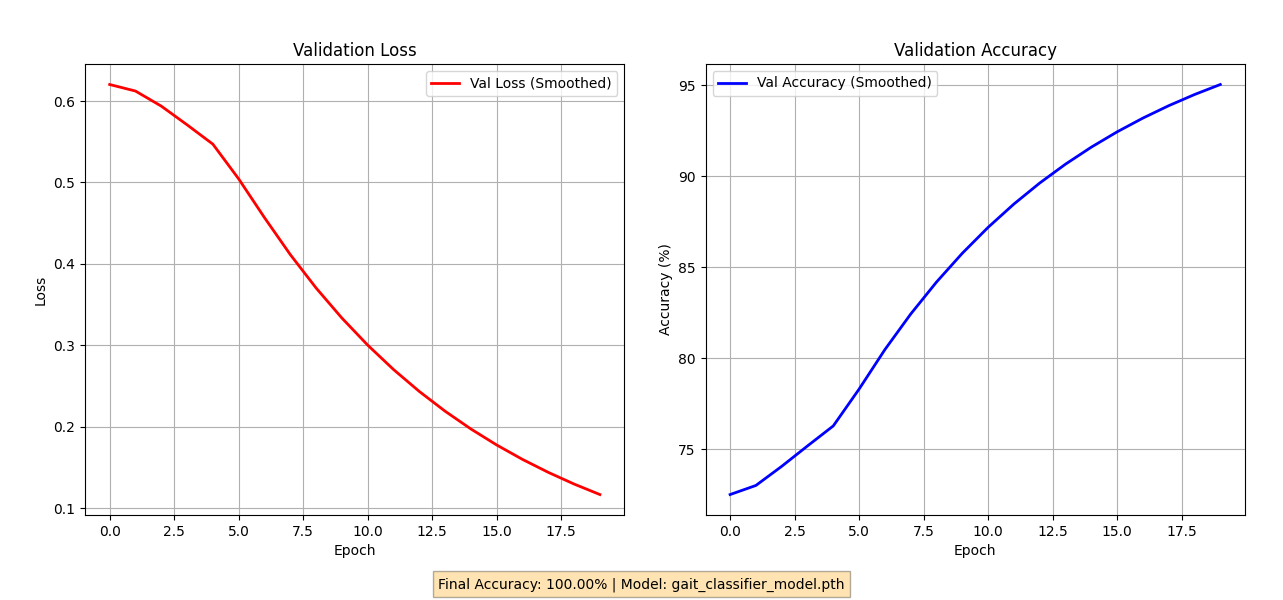 Validation Loss
Val Loss (Smoothed)
0.6
0.5
0.4
0.3
0.2
0.1
Loss
0.0 2.5 5.0 7.5 10.0 12.5 15.0 17.5
Epoch
Validation Accuracy
Val Accuracy (Smoothed)
95
90
85
80
75
Accuracy (%)
0.0 2.5 5.0 7.5 10.0 12.5 15.0 17.5
Epoch
Final Accuracy: 100.00% | Model: gait_classifier_model.pth